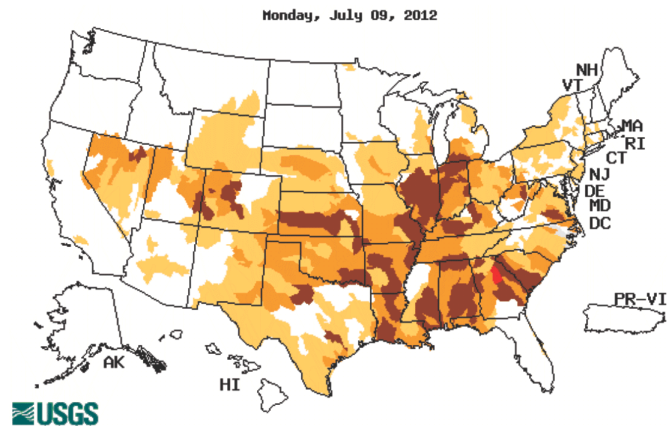 Monday, July 09, 2012
NH
VT
MA
RI
CT
NJ
DE
MD
DC
PR-VI
AK
HI
USGS